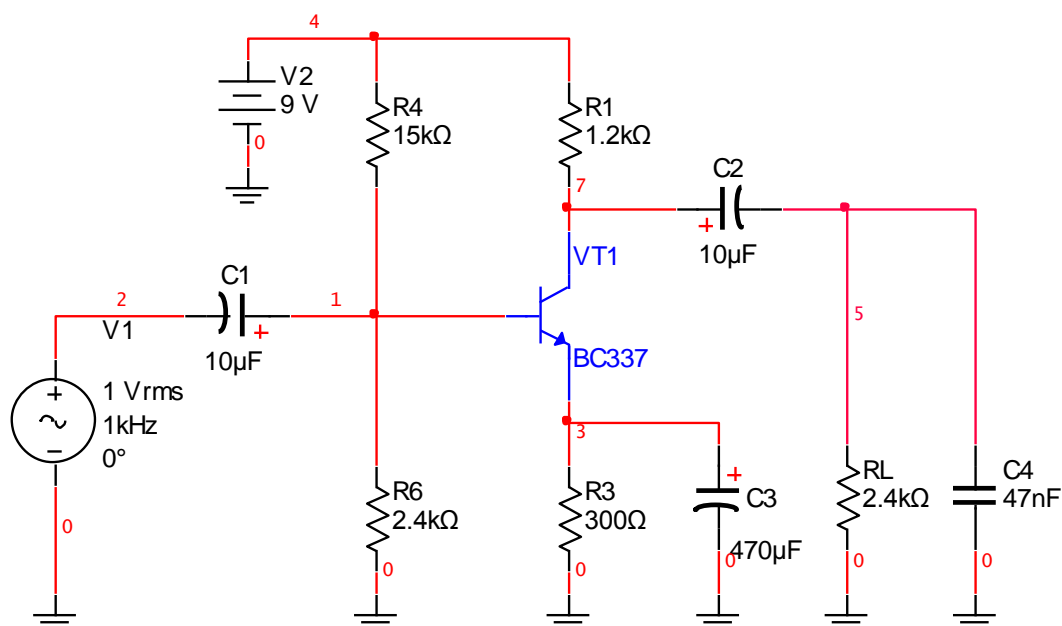 4
V2
9 V
0
R4
15kΩ
R1
1.2kΩ
7
C2
+
10µF
VT1
BC337
C1
+
10µF
2
V1
1
1 Vrms
1kHz
0°
+
0
R6
2.4kΩ
0
3
R3
300Ω
0
+
C3
470µF
0
5
RL
2.4kΩ
0
C4
47nF
0